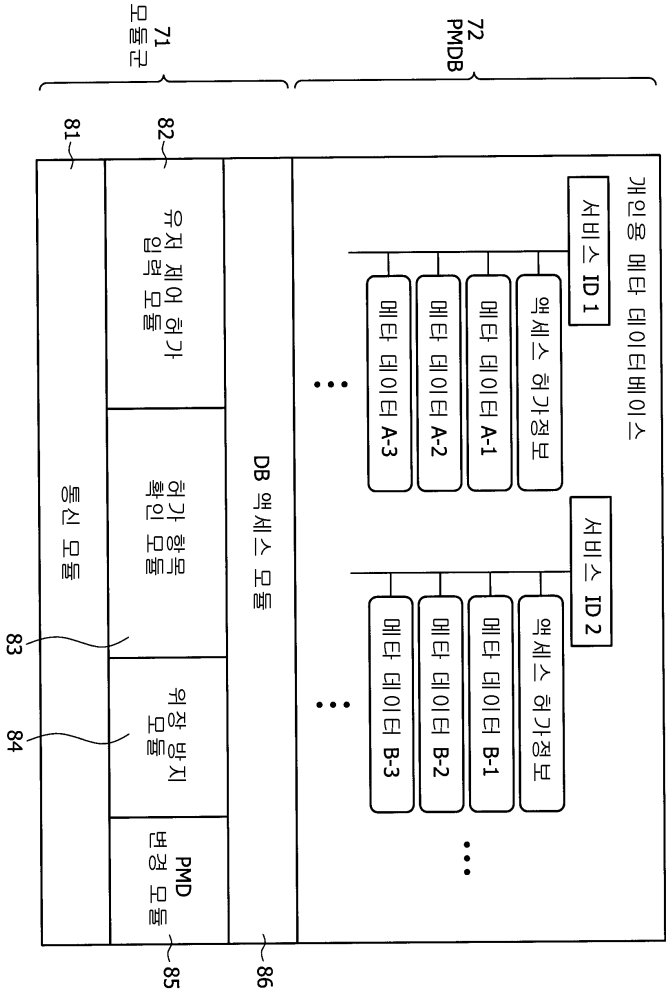 개인용 메타 데이터베이스
서비스 ID 1
액세스 허가정보
메타 데이터 A-1
메타 데이터 A-2
메타 데이터 A-3
서비스 ID 2
액세스 허가정보
메타 데이터 B-1
메타 데이터 B-2
메타 데이터 B-3
72
PMDB
DB 액세스 모듈
86
71
모듈군
82
유저 제어 허가
입력 모듈
허가 항목
확인 모듈
83
위장 방지
모듈
84
PMD
변경 모듈
85
81
통신 모듈